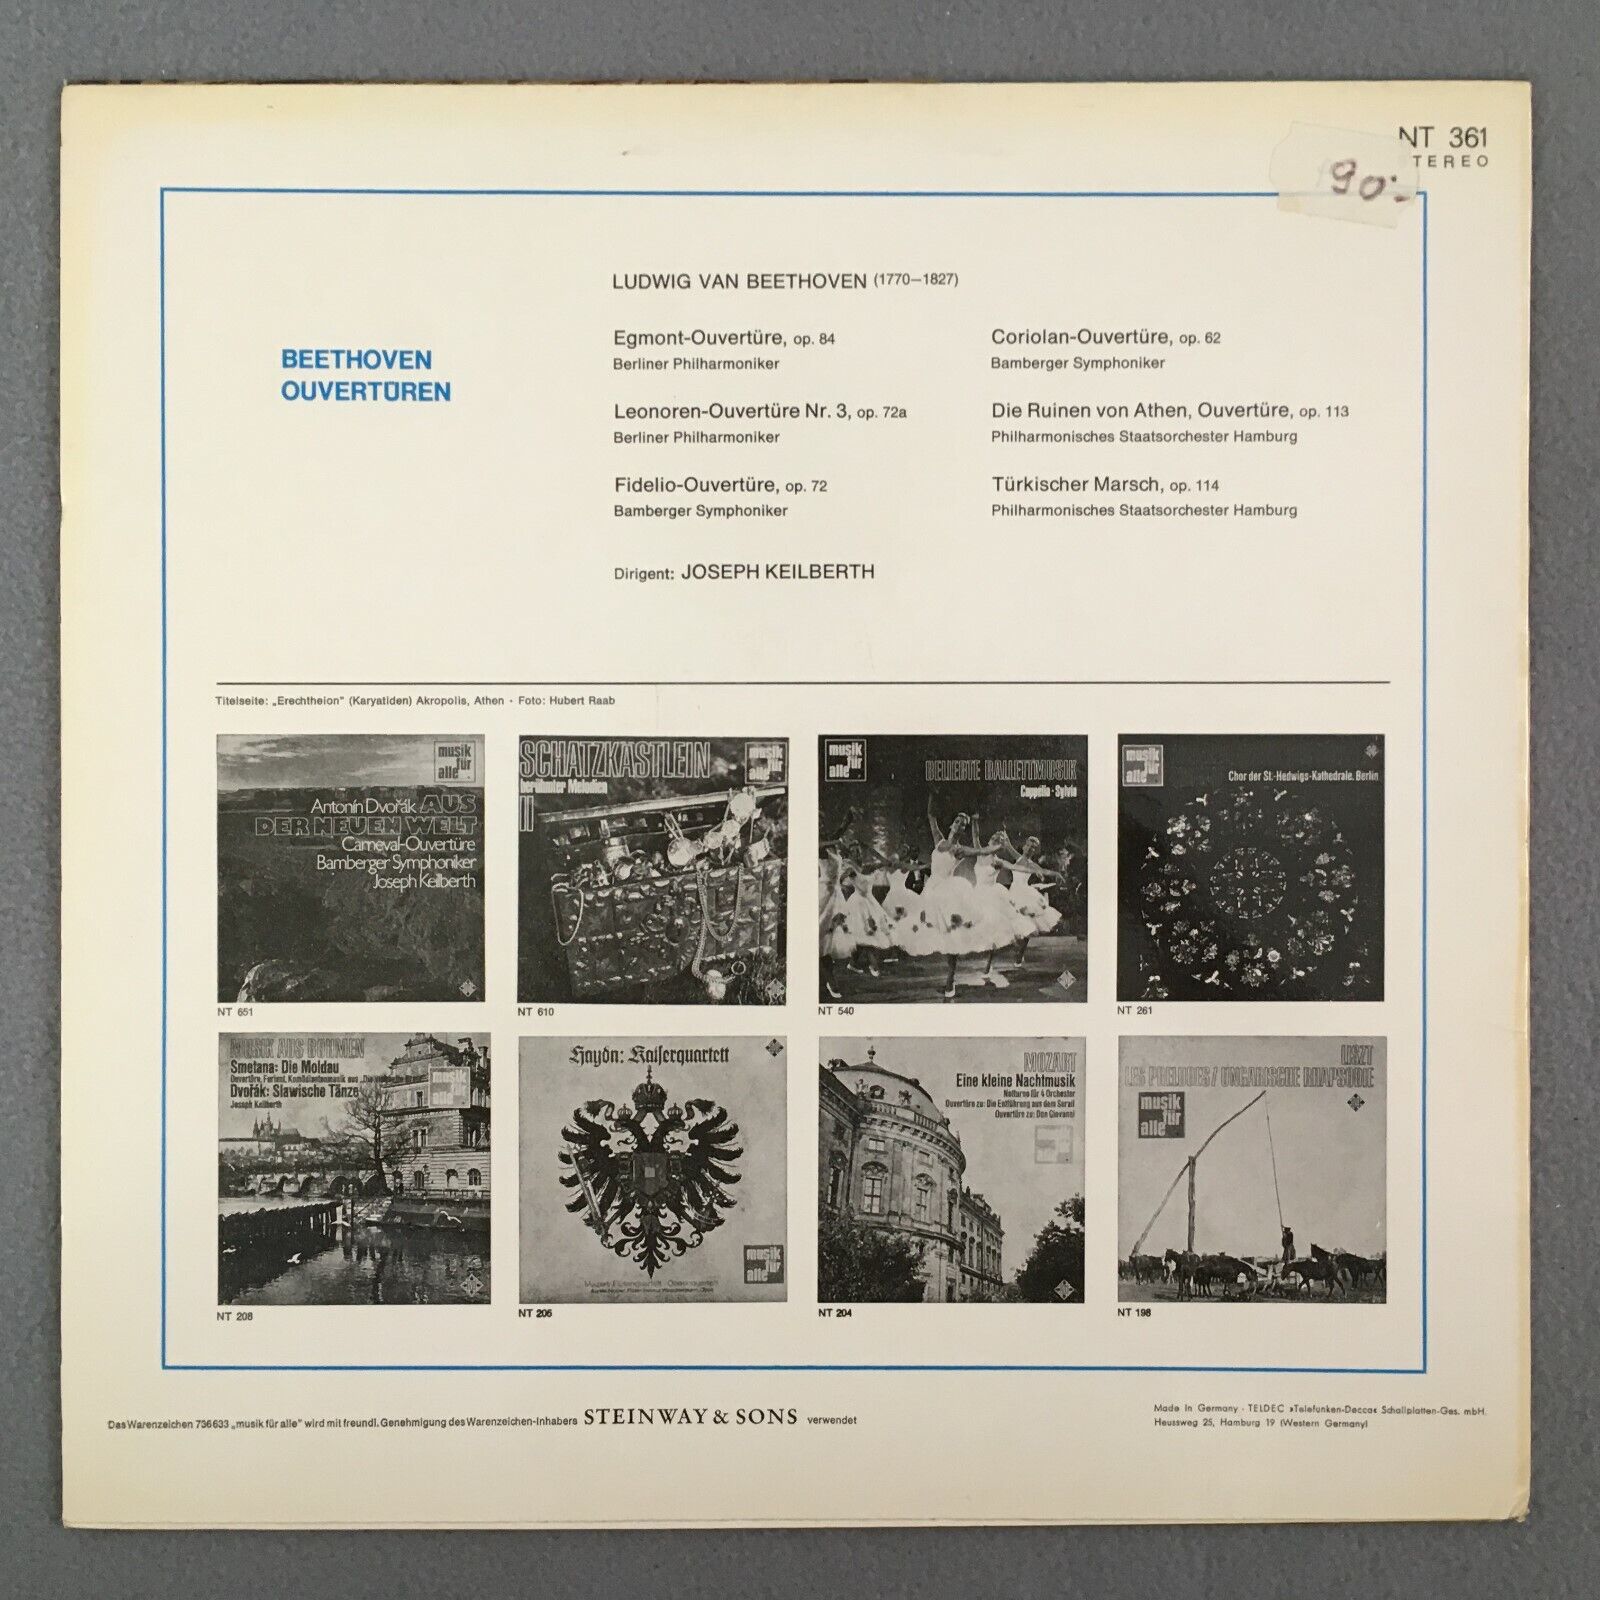 NT 361
STEREO
190.-
LUDWIG VAN BEETHOVEN (1770–1827)
BEETHOVEN
OUVERTÜREN
Egmont-Ouvertüre, op. 84
Berliner Philharmoniker
Leonoren-Ouvertüre Nr. 3, op. 72a
Berliner Philharmoniker
Fidelio-Ouvertüre, op. 72
Bamberger Symphoniker
Coriolan-Ouvertüre, op. 62
Bamberger Symphoniker
Die Ruinen von Athen, Ouvertüre, op. 113
Philharmonisches Staatsorchester Hamburg
Türkischer Marsch, op. 114
Philharmonisches Staatsorchester Hamburg
Dirigent: JOSEPH KEILBERTH
Titelseite: „Erechtheion“ (Karyatiden) Akropolis, Athen · Foto: Hubert Raab
musik
für
alle
Antonín Dvořák AUS
DER NEUEN WELT
Carneval-Ouvertüre
Bamberger Symphoniker
Joseph Keilberth
NT 651
SCHATZKÄSTLEIN
berühmter Melodien
II
musik
für
alle
NT 610
musik
für
alle
BELIEBTE BALLETTMUSIK
Coppélia · Sylvia
NT 540
musik
für
alle
Chor der St.-Hedwigs-Kathedrale, Berlin
NT 261
MUSIK AUS BÖHMEN
Smetana: Die Moldau
Ouvertüre, Furiant, Komödiantenmusik aus „Die
Dvořák: Slawische Tänze
Joseph Keilberth
musik
für
alle
NT 208
Haydn: Kaiserquartett
musik
für
alle
NT 206
MOZART
Eine kleine Nachtmusik
Notturno für 4 Orchester
Ouvertüre zu: Die Entführung aus dem Serail
Ouvertüre zu: Don Giovanni
NT 204
LISZT
LES PRELUDES / UNGARISCHE RHAPSODIE
musik
für
alle
NT 198
Das Warenzeichen 736633 „musik für alle“ wird mit freundl. Genehmigung des Warenzeichen-Inhabers STEINWAY & SONS verwendet
Made in Germany · TELDEC »Telefunken-Decca« Schallplatten-Ges. mbH.
Heussweg 25, Hamburg 19 (Western Germany)